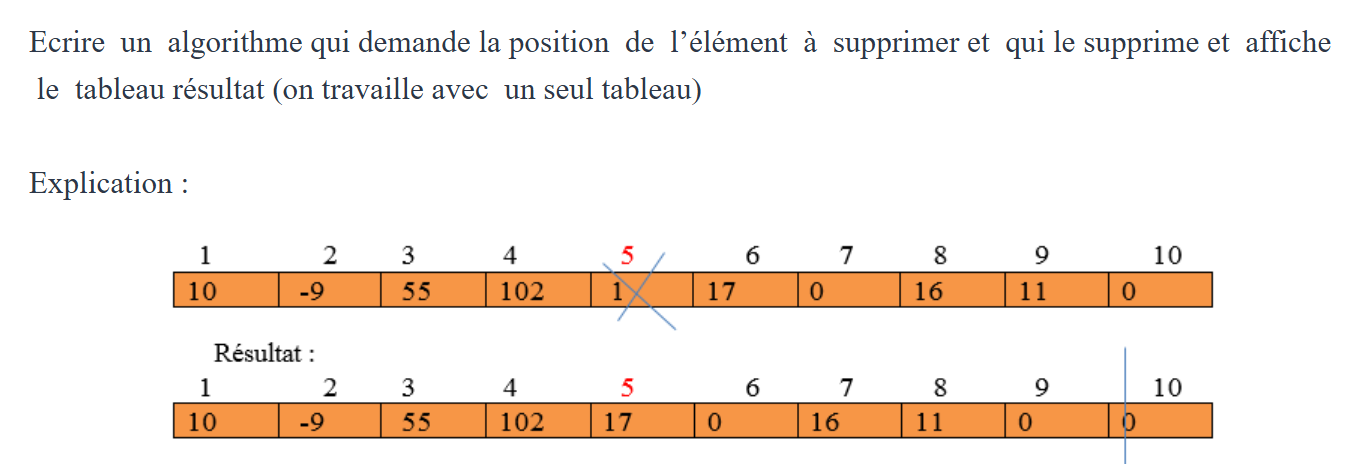 Ecrire un algorithme qui demande la position de l’élément à supprimer et qui le supprime et affiche
le tableau résultat (on travaille avec un seul tableau)
Explication :
1 2 3 4 5 6 7 8 9 10
10 -9 55 102 1 17 0 16 11 0
Résultat :
1 2 3 4 5 6 7 8 9 10
10 -9 55 102 17 0 16 11 0 0